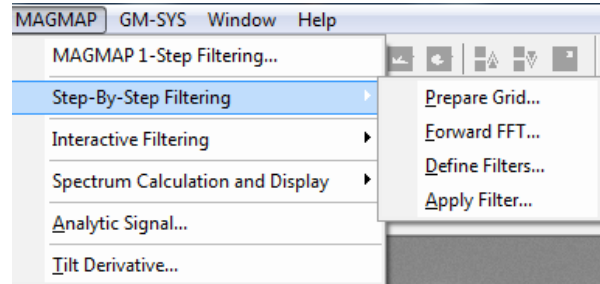 MAGMAP GM-SYS Window Help
MAGMAP 1-Step Filtering...
Step-By-Step Filtering
Interactive Filtering
Spectrum Calculation and Display
Analytic Signal...
Tilt Derivative...
Prepare Grid...
Forward FFT...
Define Filters...
Apply Filter...